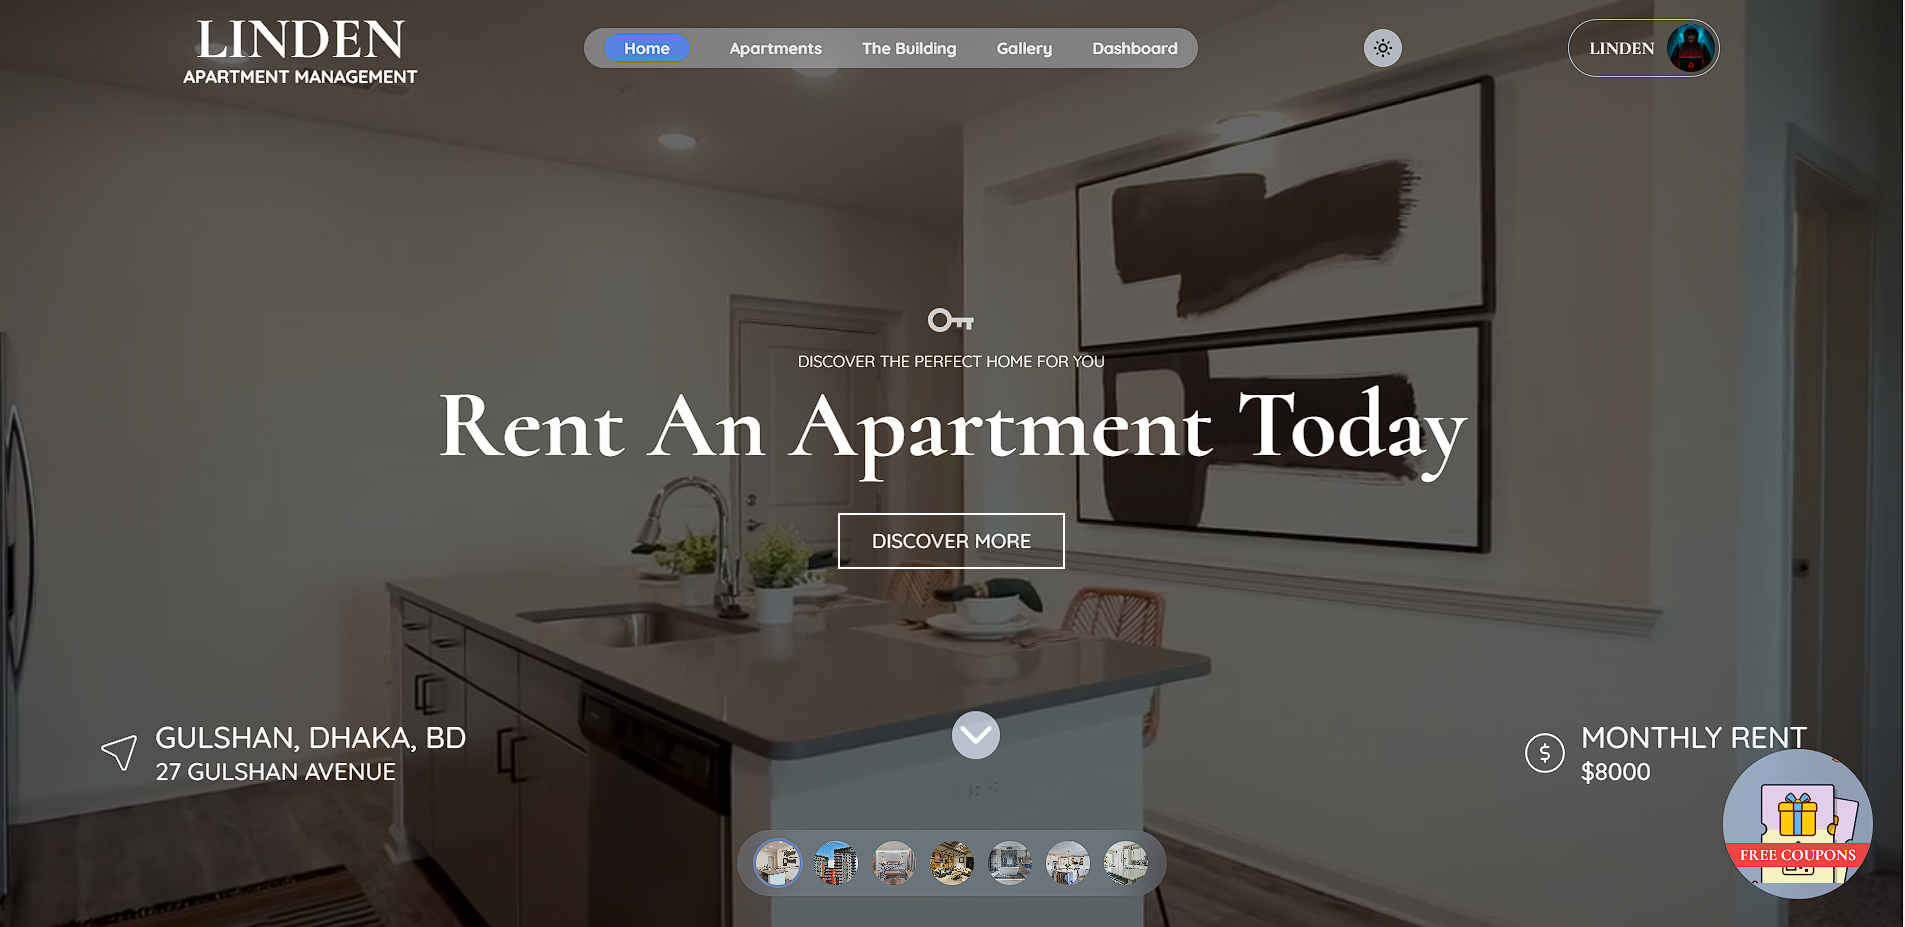 LINDEN
APARTMENT MANAGEMENT
Home
Apartments
The Building
Gallery
Dashboard
LINDEN
DISCOVER THE PERFECT HOME FOR YOU
Rent An Apartment Today
DISCOVER MORE
GULSHAN, DHAKA, BD
27 GULSHAN AVENUE
MONTHLY RENT
$8000
FREE COUPONS